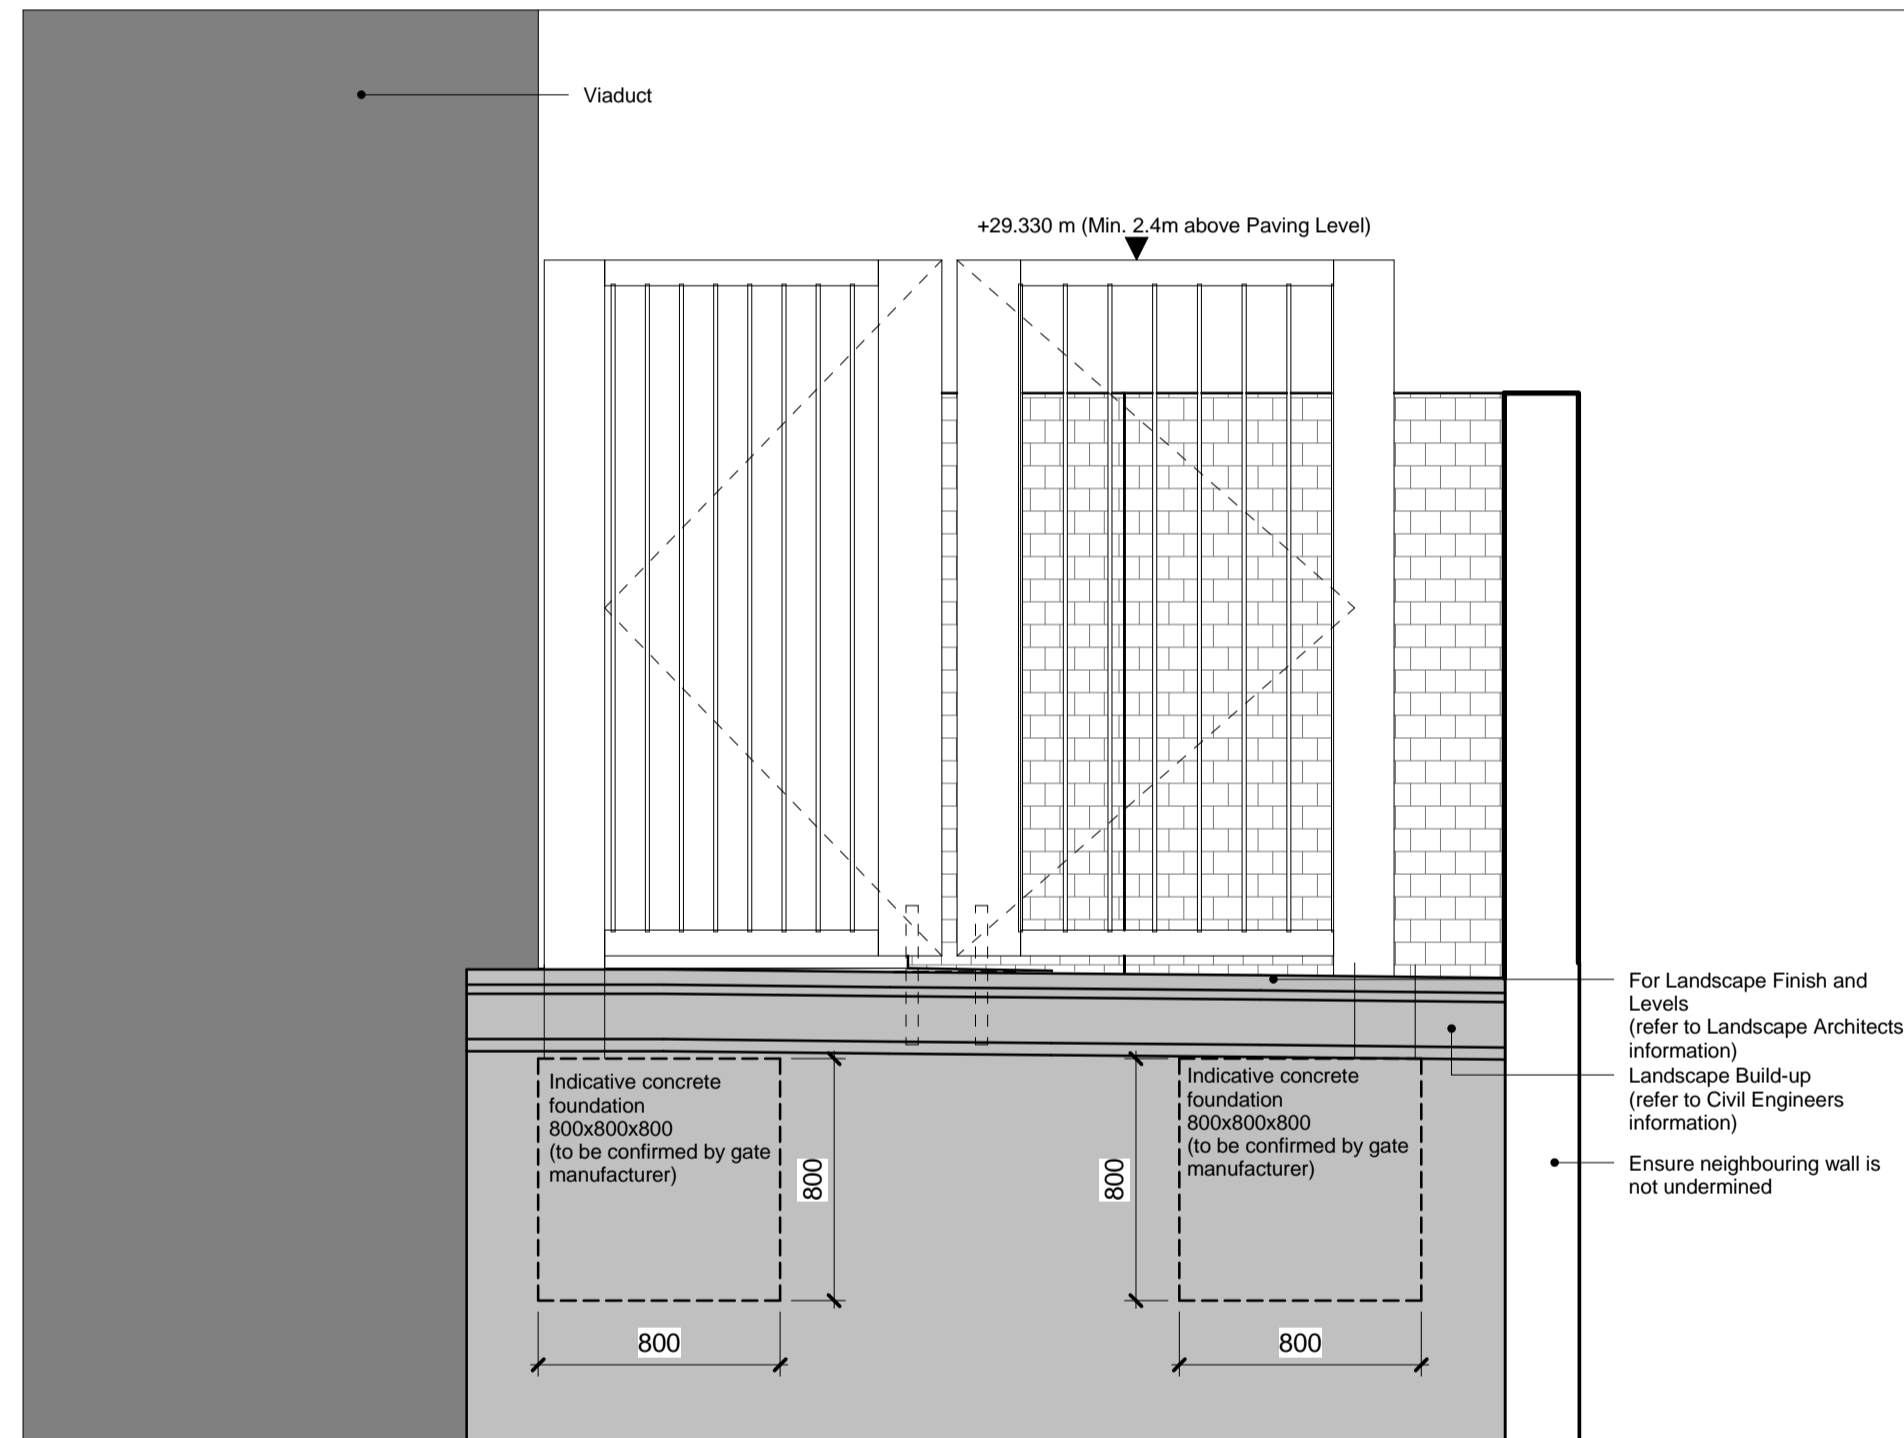 Viaduct
+29.330 m (Min. 2.4m above Paving Level)
For Landscape Finish and
Levels
(refer to Landscape Architects
information)
Landscape Build-up
(refer to Civil Engineers
information)
Ensure neighbouring wall is
not undermined
Indicative concrete
foundation
800x800x800
(to be confirmed by gate
manufacturer)
800
800
Indicative concrete
foundation
800x800x800
(to be confirmed by gate
manufacturer)
800
800